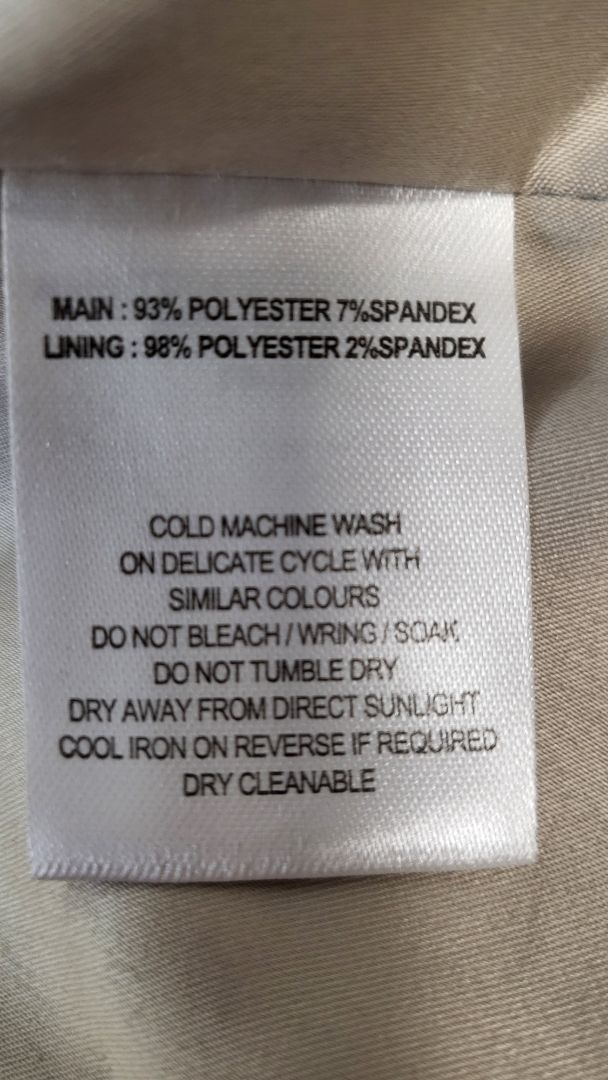 MAIN : 93% POLYESTER 7%SPANDEX
LINING : 98% POLYESTER 2%SPANDEX
COLD MACHINE WASH
ON DELICATE CYCLE WITH
SIMILAR COLOURS
DO NOT BLEACH / WRING / SOAK
DO NOT TUMBLE DRY
DRY AWAY FROM DIRECT SUNLIGHT
COOL IRON ON REVERSE IF REQUIRED
DRY CLEANABLE